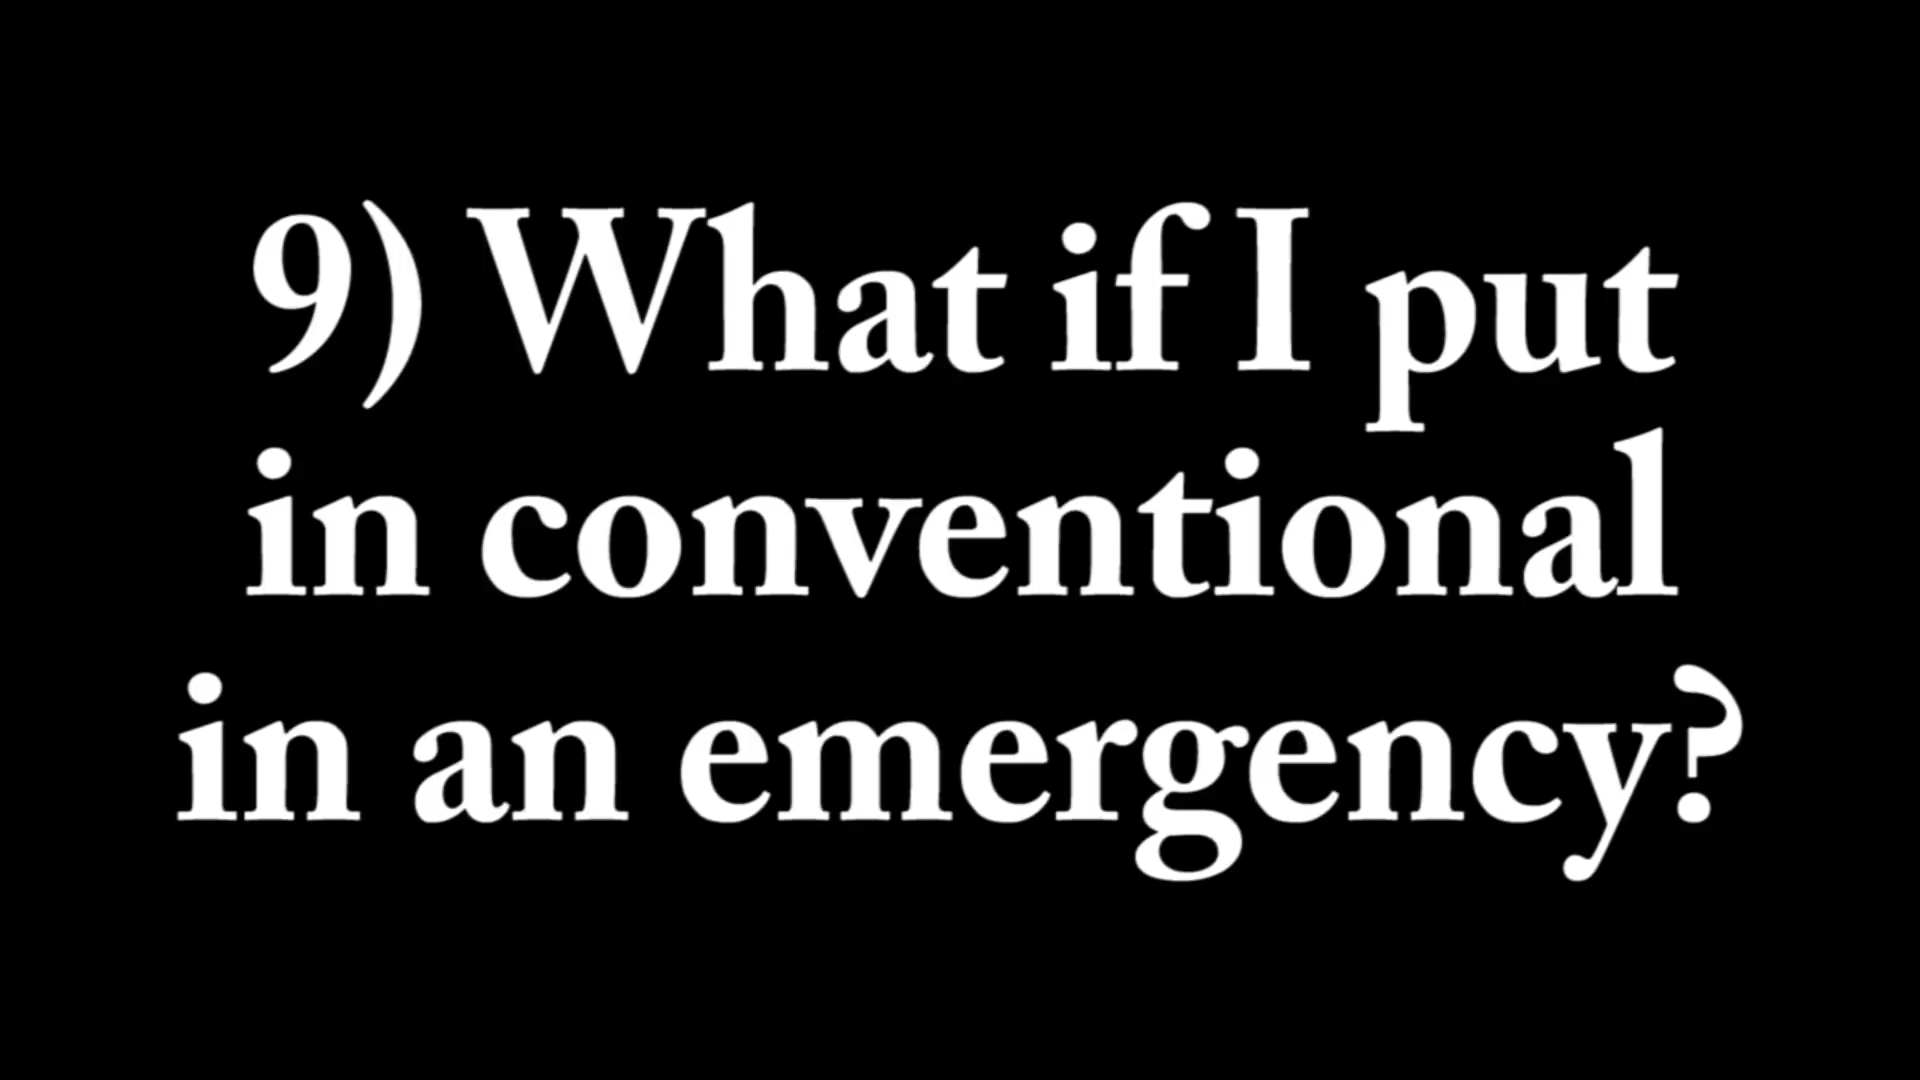 9) What if I put
in conventional
in an emergency?